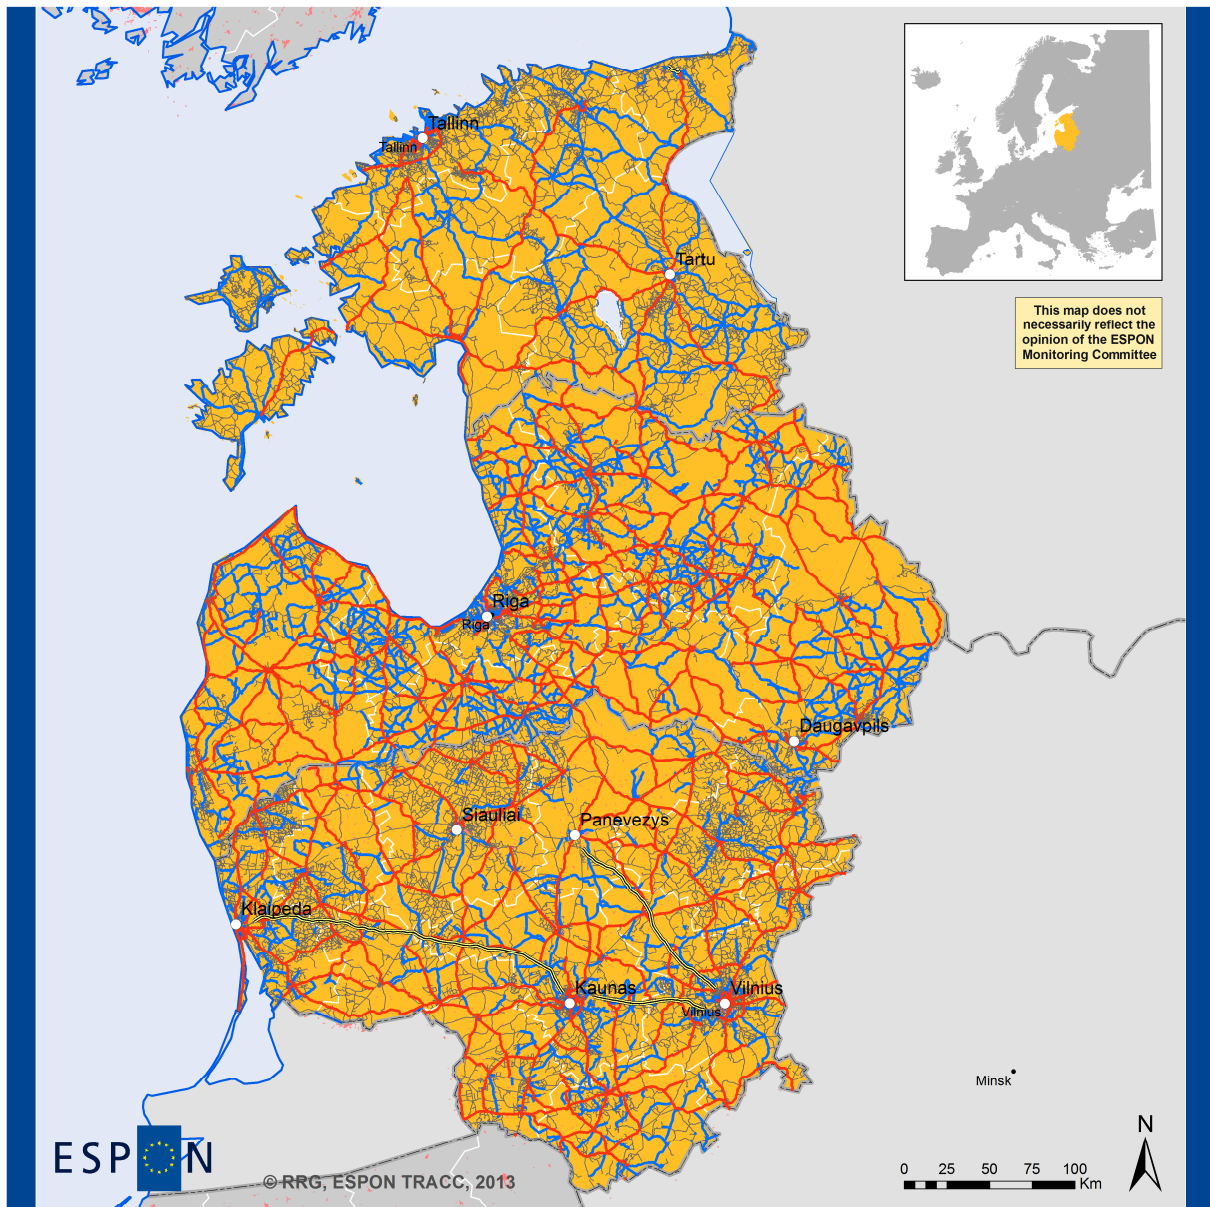 Tallinn
Tallinn
This map does not
necessarily reflect the
opinion of the ESPON
Monitoring Committee
Tartu
Riga
Riga
Daugavpils
Siauliai
Panevezys
Klaipeda
Kaunas
Vilnius
Vilnius
Minsk
N
ESPON
© RRG, ESPON TRACC, 2013
0 25 50 75 100
Km